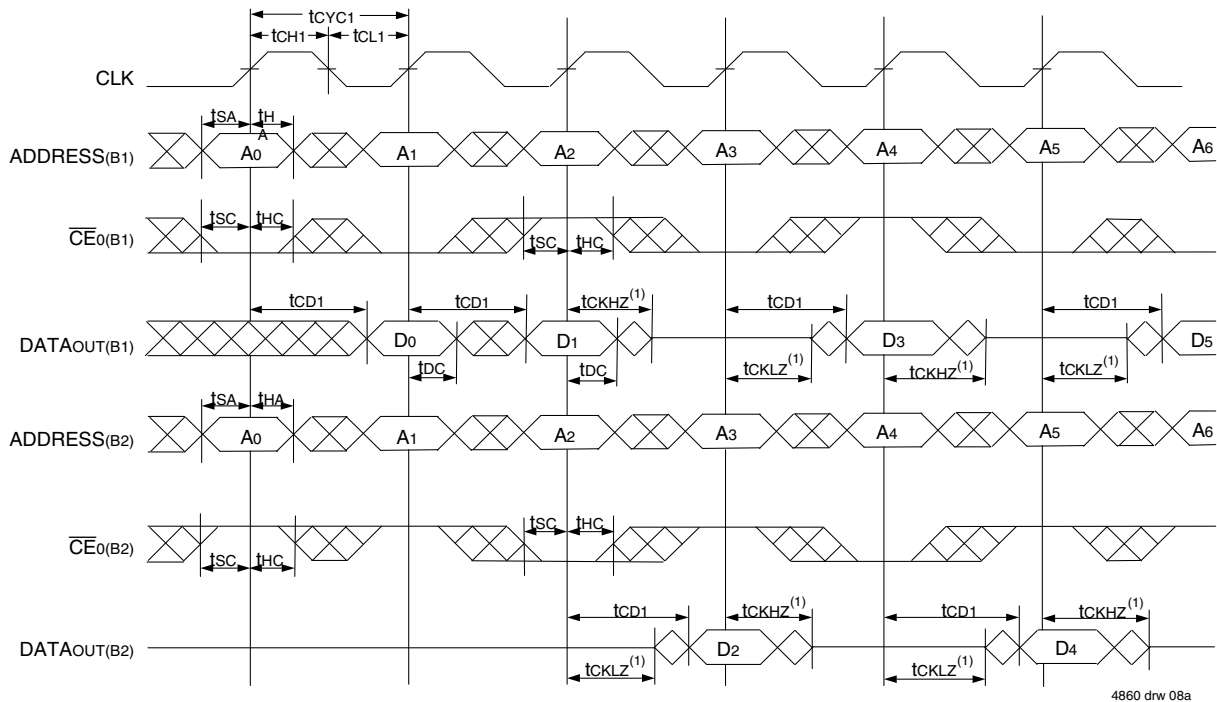 tCYC1
tCH1 tCL1
CLK
tSA tH
A
ADDRESS(B1) A0 A1 A2 A3 A4 A5 A6
tSC tHC
CE0(B1)
tSC tHC
tCD1 tCD1 tCKHZ(1) tCD1 tCD1
DATAOUT(B1) D0 D1 D3 D5
tDC tDC tCKLZ(1) tCKHZ(1) tCKLZ(1)
tSA tHA
ADDRESS(B2) A0 A1 A2 A3 A4 A5 A6
tSC tHC
CE0(B2)
tSC tHC
tCD1 tCKHZ(1) tCD1 tCKHZ(1)
DATAOUT(B2) D2 D4
tCKLZ(1) tCKLZ(1)
4860 drw 08a